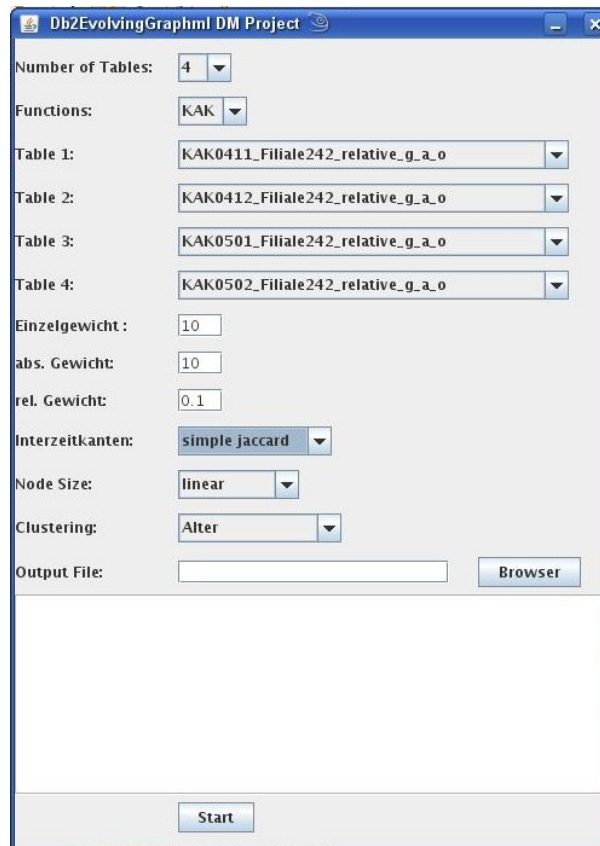 Db2EvolvingGraphml DM Project
Number of Tables: 4
Functions: KAK
Table 1: KAK0411_Filiale242_relative_g_a_o
Table 2: KAK0412_Filiale242_relative_g_a_o
Table 3: KAK0501_Filiale242_relative_g_a_o
Table 4: KAK0502_Filiale242_relative_g_a_o
Einzelgewicht : 10
abs. Gewicht: 10
rel. Gewicht: 0.1
Interzeitkanten: simple jaccard
Node Size: linear
Clustering: Alter
Output File: Browser
Start